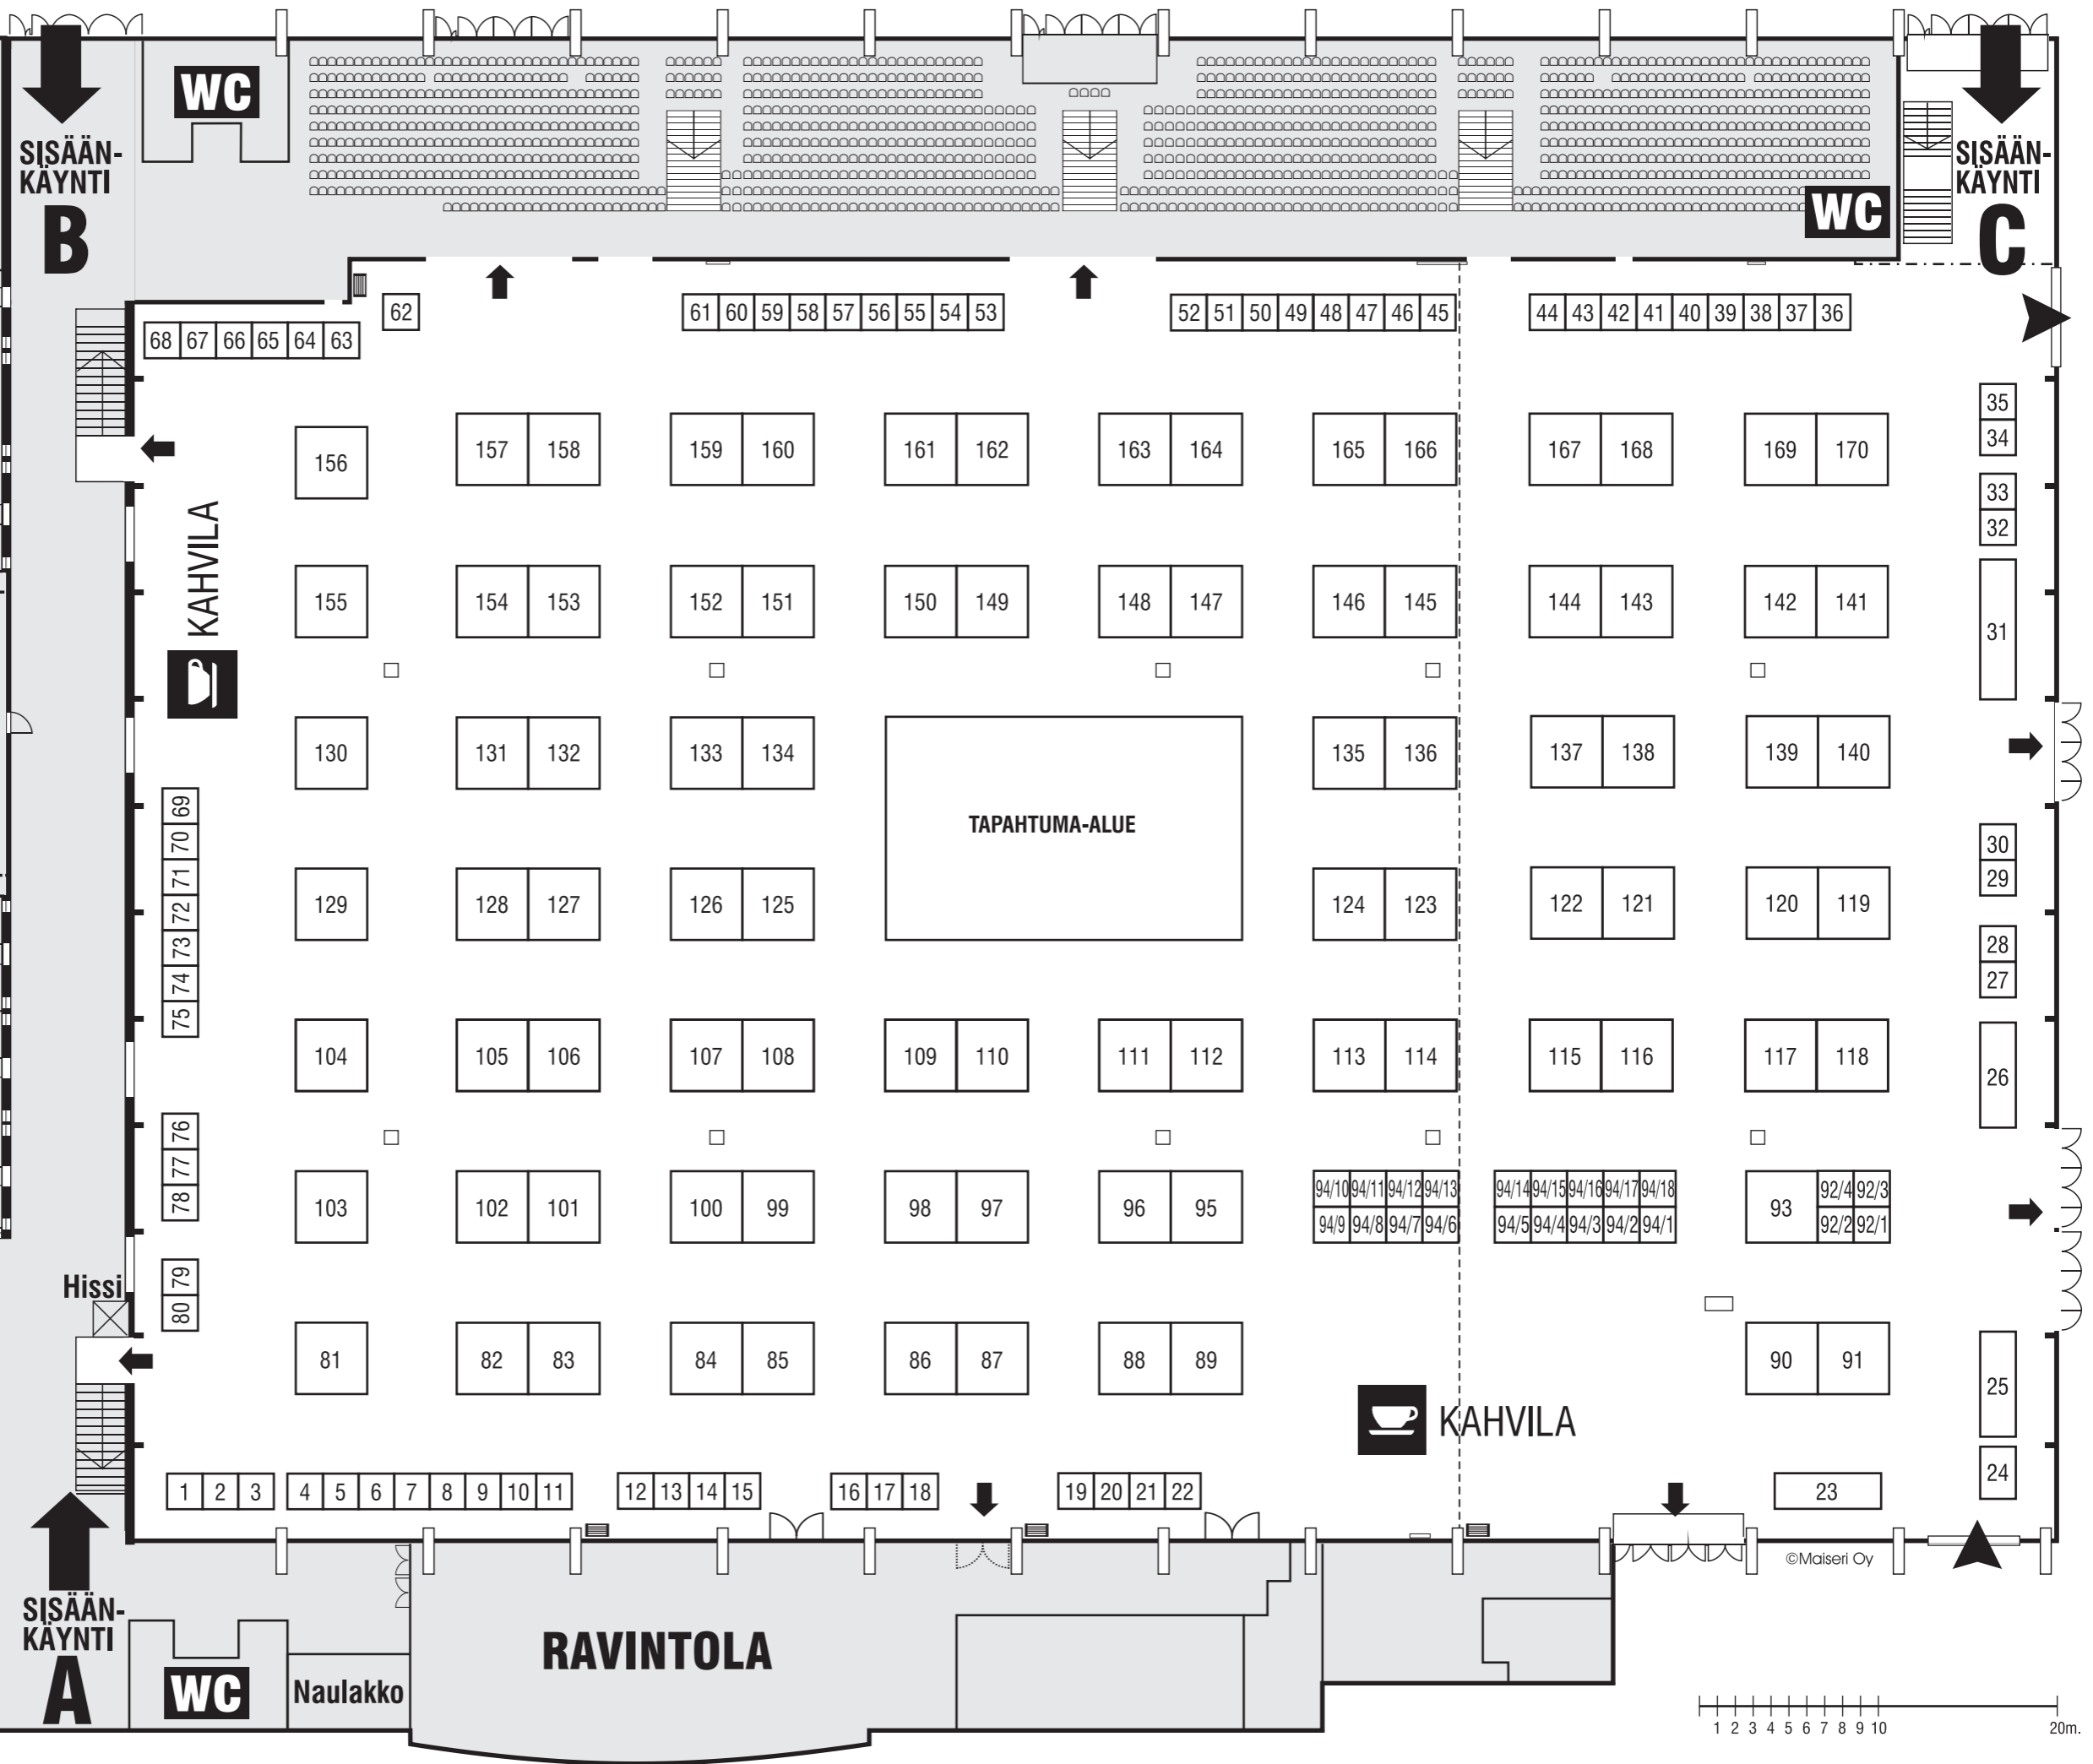 WC
SISÄÄN-
KÄYNTI
B
SISÄÄN-
KÄYNTI
C
WC
62
61 60 59 58 57 56 55 54 53
52 51 50 49 48 47 46 45
44 43 42 41 40 39 38 37 36
68 67 66 65 64 63
35
34
33
32
156 157 158 159 160 161 162 163 164 165 166 167 168 169 170
KAHVILA
155 154 153 152 151 150 149 148 147 146 145 144 143 142 141
31
130 131 132 133 134 135 136 137 138 139 140
TAPAHTUMA-ALUE
69
70
71
72
73
74
75
30
29
129 128 127 126 125 124 123 122 121 120 119
28
27
104 105 106 107 108 109 110 111 112 113 114 115 116 117 118
26
76
77
78
94/10 94/11 94/12 94/13 94/14 94/15 94/16 94/17 94/18 92/4 92/3
103 102 101 100 99 98 97 96 95 93
94/9 94/8 94/7 94/6 94/5 94/4 94/3 94/2 94/1 92/2 92/1
Hissi
79
80
81 82 83 84 85 86 87 88 89 90 91
25
KAHVILA
24
1 2 3 4 5 6 7 8 9 10 11 12 13 14 15 16 17 18 19 20 21 22 23
©Maiseri Oy
SISÄÄN-
KÄYNTI
A
WC
Naulakko
RAVINTOLA
1 2 3 4 5 6 7 8 9 10 20m.